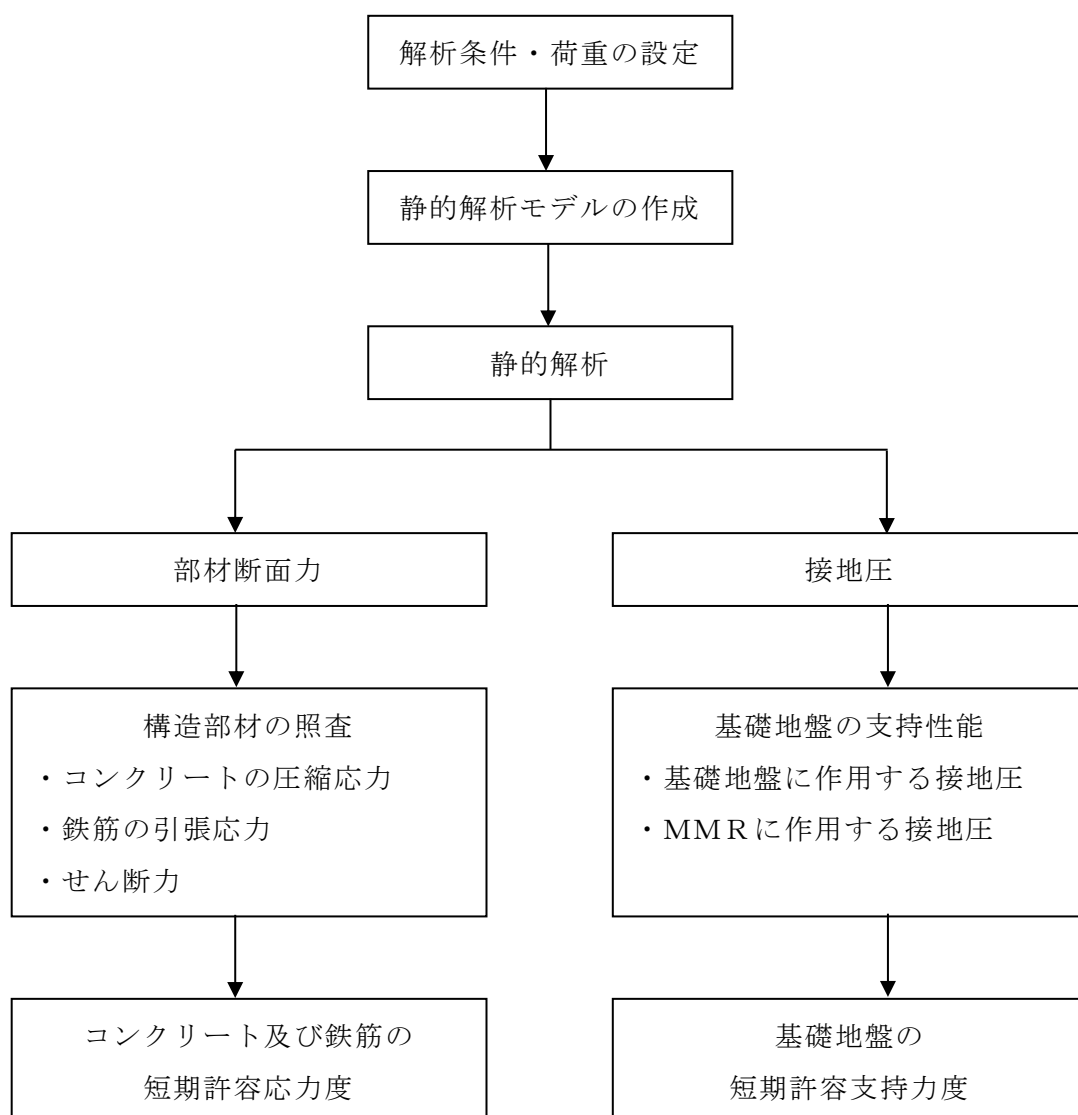 解析条件・荷重の設定
静的解析モデルの作成
静的解析
部材断面力
接地圧
構造部材の照査
・コンクリートの圧縮応力
・鉄筋の引張応力
・せん断力
基礎地盤の支持性能
・基礎地盤に作用する接地圧
・ＭＭＲに作用する接地圧
コンクリート及び鉄筋の
短期許容応力度
基礎地盤の
短期許容支持力度